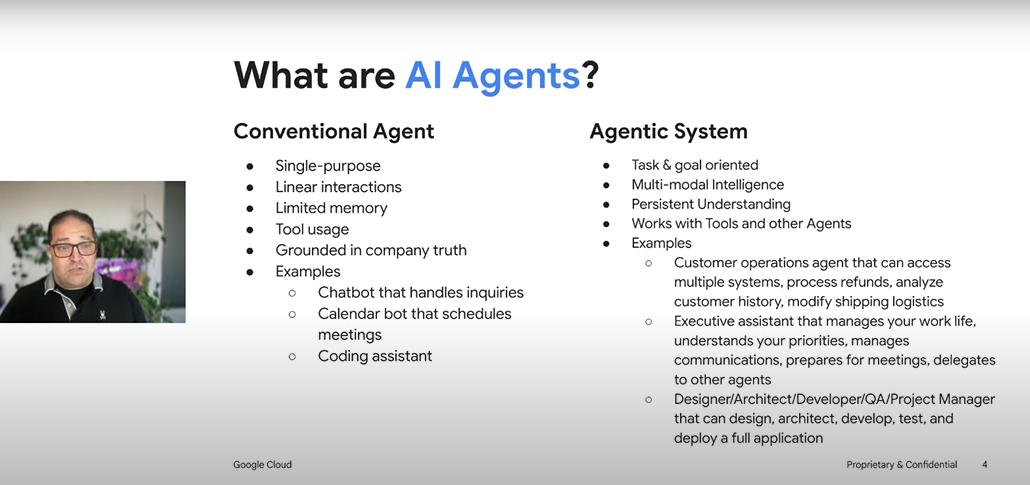 What are AI Agents?
Conventional Agent
● Single-purpose
● Linear interactions
● Limited memory
● Tool usage
● Grounded in company truth
● Examples
○ Chatbot that handles inquiries
○ Calendar bot that schedules
meetings
○ Coding assistant
Agentic System
● Task & goal oriented
● Multi-modal Intelligence
● Persistent Understanding
● Works with Tools and other Agents
● Examples
○ Customer operations agent that can access
multiple systems, process refunds, analyze
customer history, modify shipping logistics
○ Executive assistant that manages your work life,
understands your priorities, manages
communications, prepares for meetings, delegates
to other agents
○ Designer/Architect/Developer/QA/Project Manager
that can design, architect, develop, test, and
deploy a full application
Google Cloud
Proprietary & Confidential 4